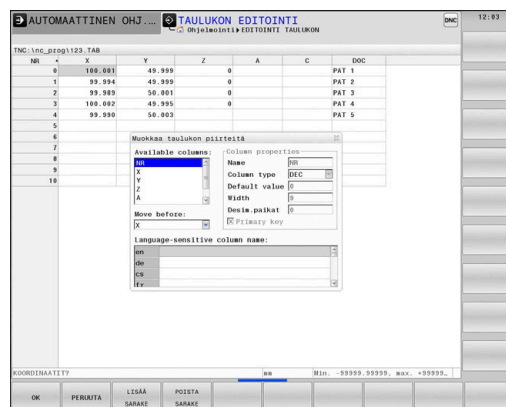 AUTOMAATTINEN OHJ.... TAULUKON EDITOINTI DNC 12:03
Ohjelmointi▶EDITOINTI TAULUKON
TNC:\nc_prog\123.TAB
NR X Y Z A C DOC
0 100.001 49.999 0 PAT 1
1 99.994 49.999 0 PAT 2
2 99.989 50.001 0 PAT 3
3 100.002 49.995 0 PAT 4
4 99.990 50.003 PAT 5
5
6
7
8
9
10
Muokkaa taulukon piirteitä
Available columns:
NR
X
Y
Z
A
Move before:
X
Column properties
Name NR
Column type DEC
Default value 0
Width 9
Desim.paikat 0
Primary key
Language-sensitive column name:
en
de
cs
fr
KOORDINAATIT? mm Min. -99999.99999, max. +99999…
OK PERUUTA LISÄÄ SARAKE POISTA SARAKE